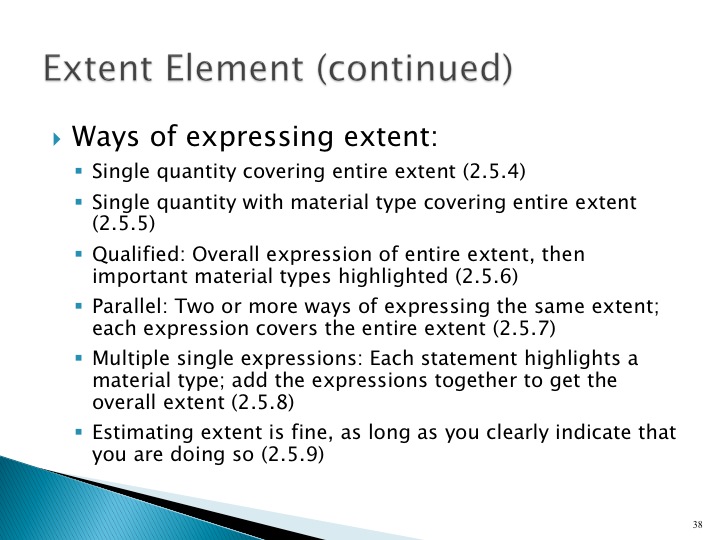 Extent Element (continued)
Ways of expressing extent:
Single quantity covering entire extent (2.5.4)
Single quantity with material type covering entire extent
(2.5.5)
Qualified: Overall expression of entire extent, then
important material types highlighted (2.5.6)
Parallel: Two or more ways of expressing the same extent;
each expression covers the entire extent (2.5.7)
Multiple single expressions: Each statement highlights a
material type; add the expressions together to get the
overall extent (2.5.8)
Estimating extent is fine, as long as you clearly indicate that
you are doing so (2.5.9)
38